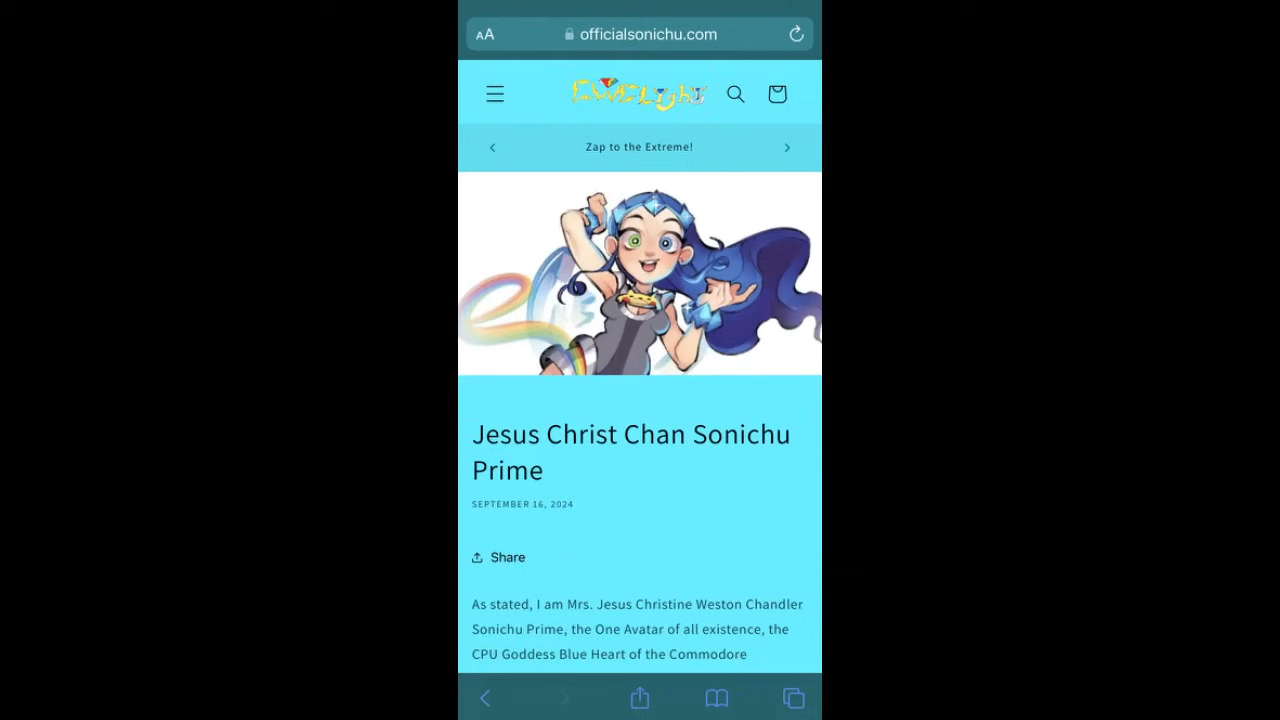 AA officialsonichu.com
CWCLight
Zap to the Extreme!
Jesus Christ Chan Sonichu
Prime
SEPTEMBER 16, 2024
Share
As stated, I am Mrs. Jesus Christine Weston Chandler
Sonichu Prime, the One Avatar of all existence, the
CPU Goddess Blue Heart of the Commodore